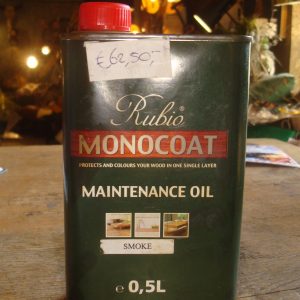 €62,50,-
Rubio®
MONOCOAT
PROTECTS AND COLOURS YOUR WOOD IN ONE SINGLE LAYER
MAINTENANCE OIL
SMOKE
℮ 0,5L